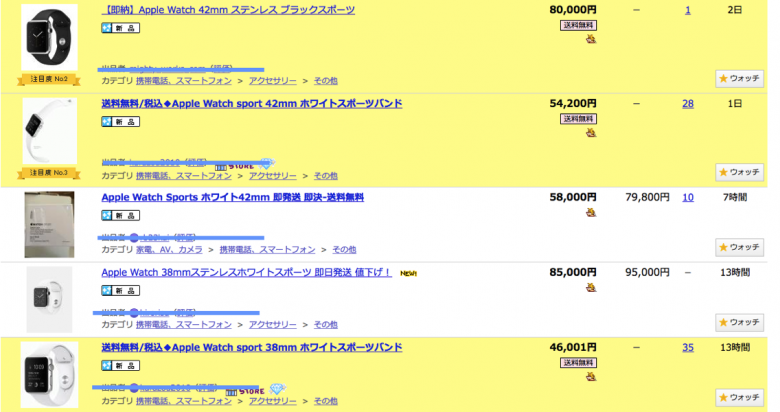 【即納】Apple Watch 42mm ステンレス ブラックスポーツ
80,000円
－
1
2日
新 品
送料無料
注目度 No.2
カテゴリ 携帯電話、スマートフォン > アクセサリー > その他
ウォッチ
送料無料/税込◆Apple Watch sport 42mm ホワイトスポーツバンド
54,200円
－
28
1日
新 品
送料無料
STORE
注目度 No.3
カテゴリ 携帯電話、スマートフォン > アクセサリー > その他
ウォッチ
Apple Watch Sports ホワイト42mm 即発送 即決-送料無料
58,000円
79,800円
10
7時間
新 品
カテゴリ 家電、AV、カメラ > 携帯電話、スマートフォン > その他
ウォッチ
Apple Watch 38mmステンレスホワイトスポーツ 即日発送 値下げ！ NEW!
85,000円
95,000円
－
13時間
新 品
カテゴリ 携帯電話、スマートフォン > アクセサリー > その他
ウォッチ
送料無料/税込◆Apple Watch sport 38mm ホワイトスポーツバンド
46,001円
－
35
13時間
新 品
送料無料
STORE
カテゴリ 携帯電話、スマートフォン > アクセサリー > その他
ウォッチ